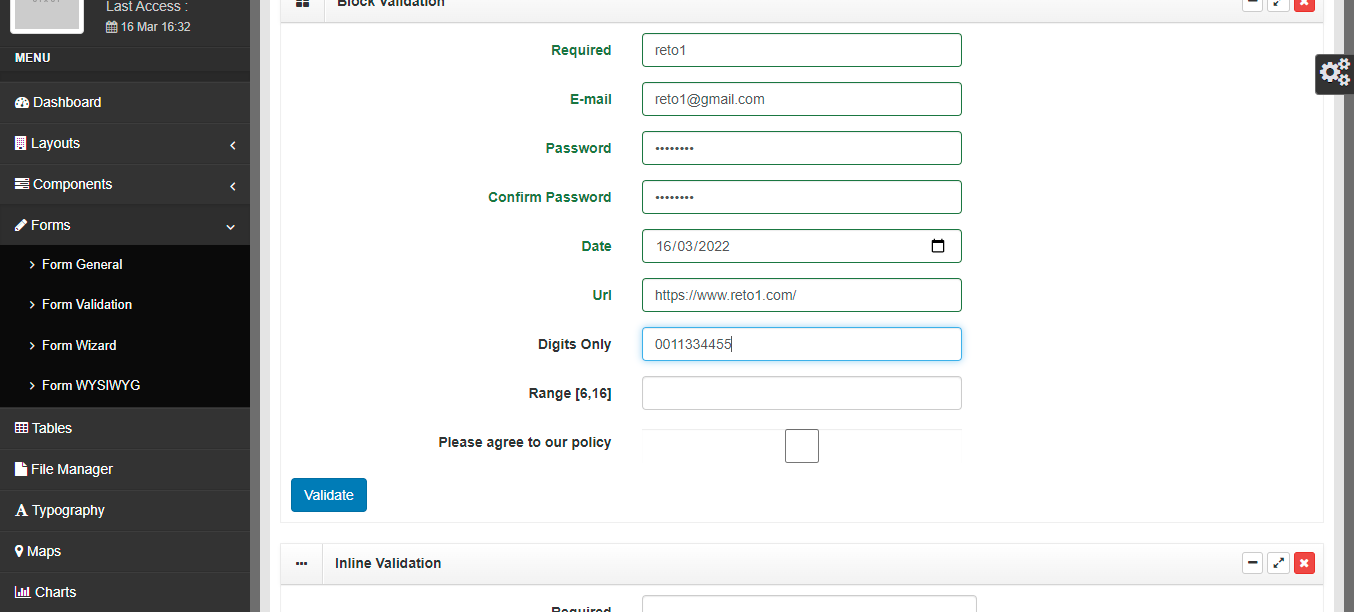 Last Access :
16 Mar 16:32
MENU
Dashboard
Layouts
Components
Forms
Form General
Form Validation
Form Wizard
Form WYSIWYG
Tables
File Manager
Typography
Maps
Charts
Block Validation
Required
reto1
E-mail
reto1@gmail.com
Password
••••••••
Confirm Password
••••••••
Date
16/03/2022
Url
https://www.reto1.com/
Digits Only
0011334455
Range [6,16]
Please agree to our policy
Validate
Inline Validation
Required